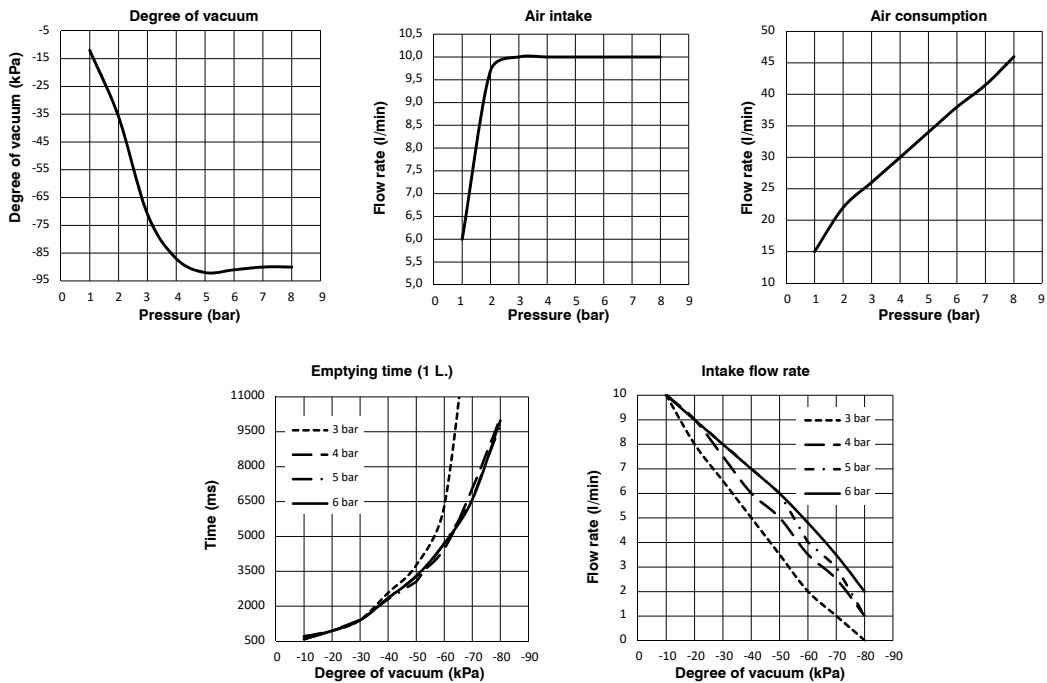 Degree of vacuum
Degree of vacuum (kPa)
-5
-15
-25
-35
-45
-55
-65
-75
-85
-95
0 1 2 3 4 5 6 7 8 9
Pressure (bar)
Air intake
Flow rate (l/min)
10,5
10,0
9,5
9,0
8,5
8,0
7,5
7,0
6,5
6,0
5,5
5,0
0 1 2 3 4 5 6 7 8 9
Pressure (bar)
Air consumption
Flow rate (l/min)
50
45
40
35
30
25
20
15
10
0 1 2 3 4 5 6 7 8 9
Pressure (bar)
Emptying time (1 L.)
Time (ms)
11000
9500
8000
6500
5000
3500
2000
500
3 bar
4 bar
5 bar
6 bar
0 -10 -20 -30 -40 -50 -60 -70 -80 -90
Degree of vacuum (kPa)
Intake flow rate
Flow rate (l/min)
10
9
8
7
6
5
4
3
2
1
0
3 bar
4 bar
5 bar
6 bar
0 -10 -20 -30 -40 -50 -60 -70 -80 -90
Degree of vacuum (kPa)